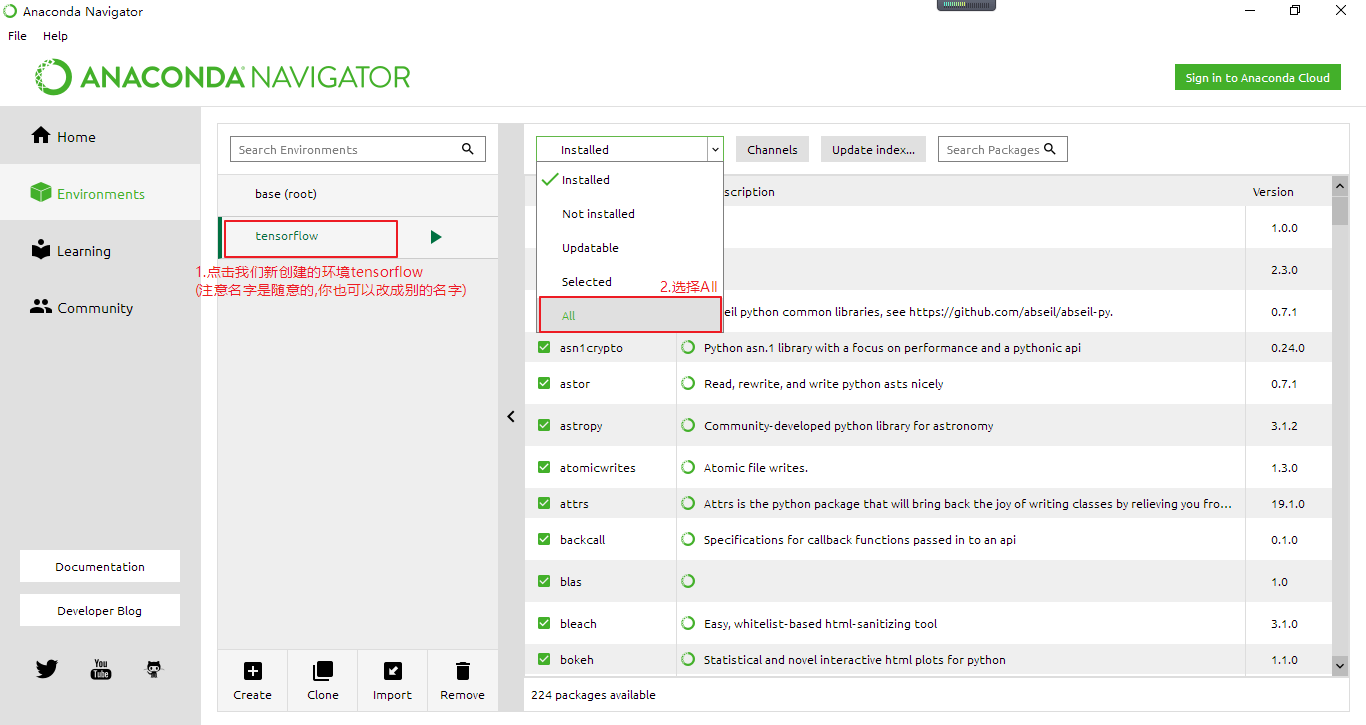 Anaconda Navigator
File Help
ANACONDA NAVIGATOR
Sign in to Anaconda Cloud
Home
Environments
Learning
Community
Documentation
Developer Blog
You Tube
Search Environments
base (root)
tensorflow
1.点击我们新创建的环境tensorflow
(注意名字是随意的,你也可以改成别的名字)
Create Clone Import Remove
Installed
Channels
Update index...
Search Packages
Installed
Not installed
Updatable
Selected
2.选择All
All
scription Version
1.0.0
2.3.0
eil python common libraries, see https://github.com/abseil/abseil-py. 0.7.1
asn1crypto Python asn.1 library with a focus on performance and a pythonic api 0.24.0
astor Read, rewrite, and write python asts nicely 0.7.1
astropy Community-developed python library for astronomy 3.1.2
atomicwrites Atomic file writes. 1.3.0
attrs Attrs is the python package that will bring back the joy of writing classes by relieving you fro... 19.1.0
backcall Specifications for callback functions passed in to an api 0.1.0
blas 1.0
bleach Easy, whitelist-based html-sanitizing tool 3.1.0
bokeh Statistical and novel interactive html plots for python 1.1.0
224 packages available